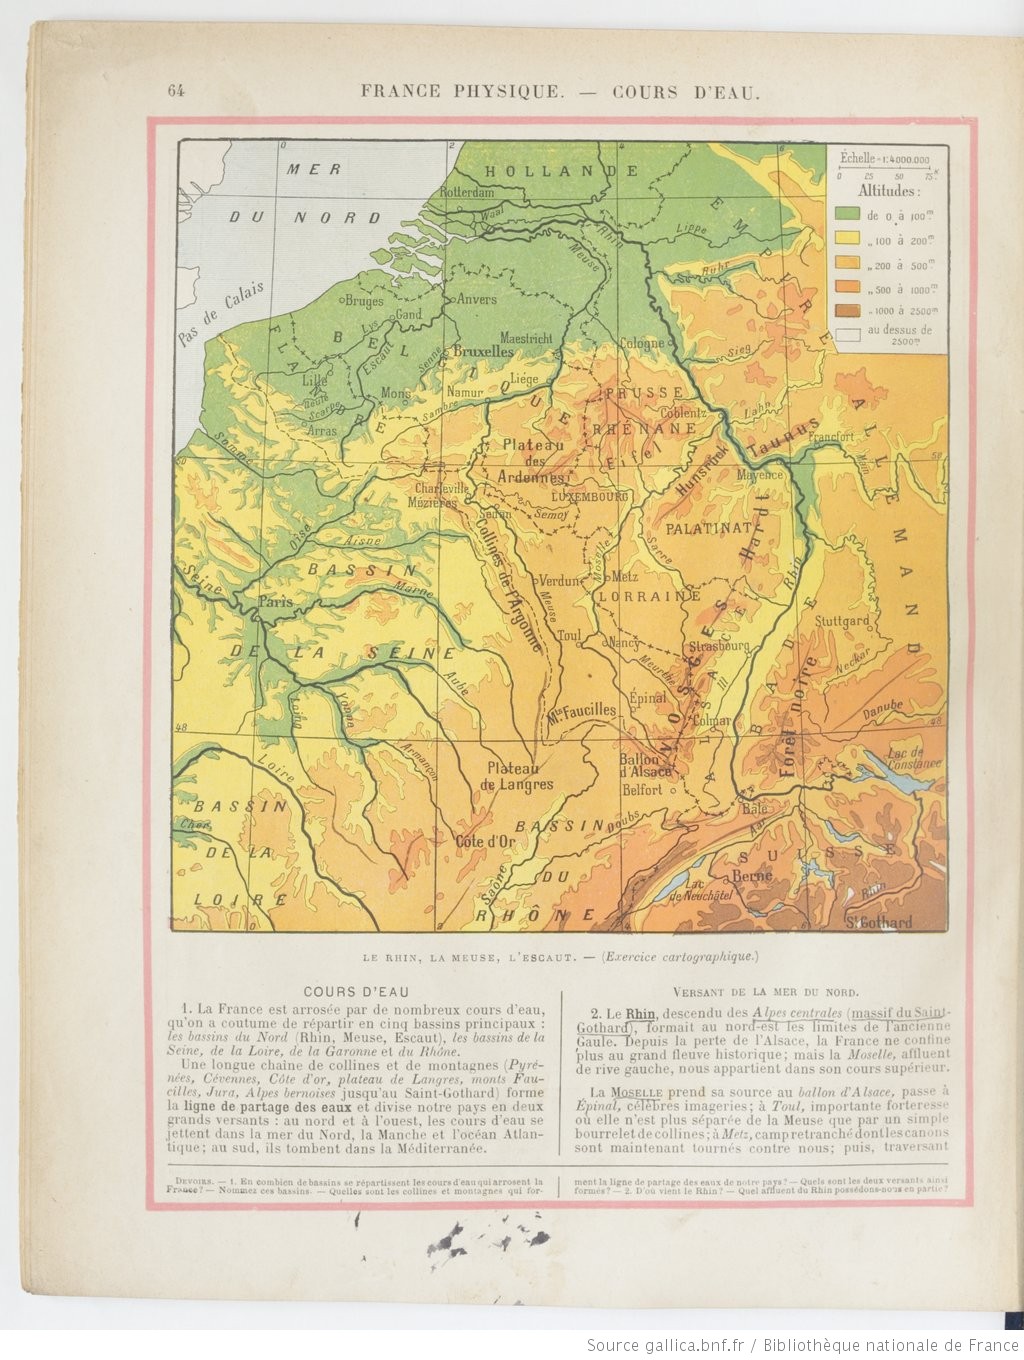 64
FRANCE PHYSIQUE. — COURS D'EAU.
MER
DU NORD
Pas de Calais
HOLLANDE
Rotterdam
Waal
Rhin
Lippe
Meuse
Ruhr
EMPIRE
ALLEMAND
Échelle = 1:4000.000
0 25 50 75K
Altitudes:
de 0 à 100m
„ 100 à 200m
„ 200 à 500m
„ 500 à 1000m
„ 1000 à 2500m
au dessus de
2500m
Bruges
Gand
Anvers
Lys
Escaut
BELGIQUE
FLANDRE
Senne
Bruxelles
Maestricht
Cologne
Sieg
Lille
Deule
Scarpe
Arras
Mons
Namur
Liége
Sambre
PRUSSE
RHÉNANE
Coblentz
Lahn
Taunus
Francfort
Mein
Somme
Plateau
des
Ardennes
Eifel
Hunsruck
Mayence
Charleville
Mézières
Sedan
Semoy
LUXEMBOURG
PALATINAT
Hardt
Oise
Aisne
Sarre
Moselle
Rhin
BASSIN
DE LA SEINE
Seine
Paris
Marne
Collines de l'Argonne
Verdun
Meuse
Metz
LORRAINE
Toul
Nancy
Meurthe
Strasbourg
Stuttgard
Neckar
VOSGES
ALSACE
BADE
Ill
Forêt noire
Aube
Yonne
Loing
Armançon
Mts Faucilles
Épinal
Colmar
Danube
Plateau
de Langres
Ballon
d'Alsace
Belfort
Lac de
Constance
Loire
BASSIN
DE LA
LOIRE
Cher
Côte d'Or
BASSIN
DU
RHÔNE
Saône
Doubs
Bâle
Aar
SUISSE
Berne
Lac
de Neuchâtel
Rhin
St Gothard
LE RHIN, LA MEUSE, L'ESCAUT. — (Exercice cartographique.)
COURS D'EAU
1. La France est arrosée par de nombreux cours d'eau,
qu'on a coutume de répartir en cinq bassins principaux :
les bassins du Nord (Rhin, Meuse, Escaut), les bassins de la
Seine, de la Loire, de la Garonne et du Rhône.
Une longue chaîne de collines et de montagnes (Pyré-
nées, Cévennes, Côte d'or, plateau de Langres, monts Fau-
cilles, Jura, Alpes bernoises jusqu'au Saint-Gothard) forme
la ligne de partage des eaux et divise notre pays en deux
grands versants : au nord et à l'ouest, les cours d'eau se
jettent dans la mer du Nord, la Manche et l'océan Atlan-
tique; au sud, ils tombent dans la Méditerranée.
VERSANT DE LA MER DU NORD.
2. Le Rhin, descendu des Alpes centrales (massif du Saint-
Gothard), formait au nord-est les limites de l'ancienne
Gaule. Depuis la perte de l'Alsace, la France ne confine
plus au grand fleuve historique; mais la Moselle, affluent
de rive gauche, nous appartient dans son cours supérieur.
La MOSELLE prend sa source au ballon d'Alsace, passe à
Épinal, célèbres imageries; à Toul, importante forteresse
où elle n'est plus séparée de la Meuse que par un simple
bourrelet de collines; à Metz, camp retranché dont les canons
sont maintenant tournés contre nous; puis, traversant
DEVOIRS. — 1. En combien de bassins se répartissent les cours d'eau qui arrosent la
France? — Nommez ces bassins. — Quelles sont les collines et montagnes qui for-
ment la ligne de partage des eaux de notre pays? — Quels sont les deux versants ainsi
formés? — 2. D'où vient le Rhin? — Quel affluent du Rhin possédons-nous en partie?
Source gallica.bnf.fr / Bibliothèque nationale de France